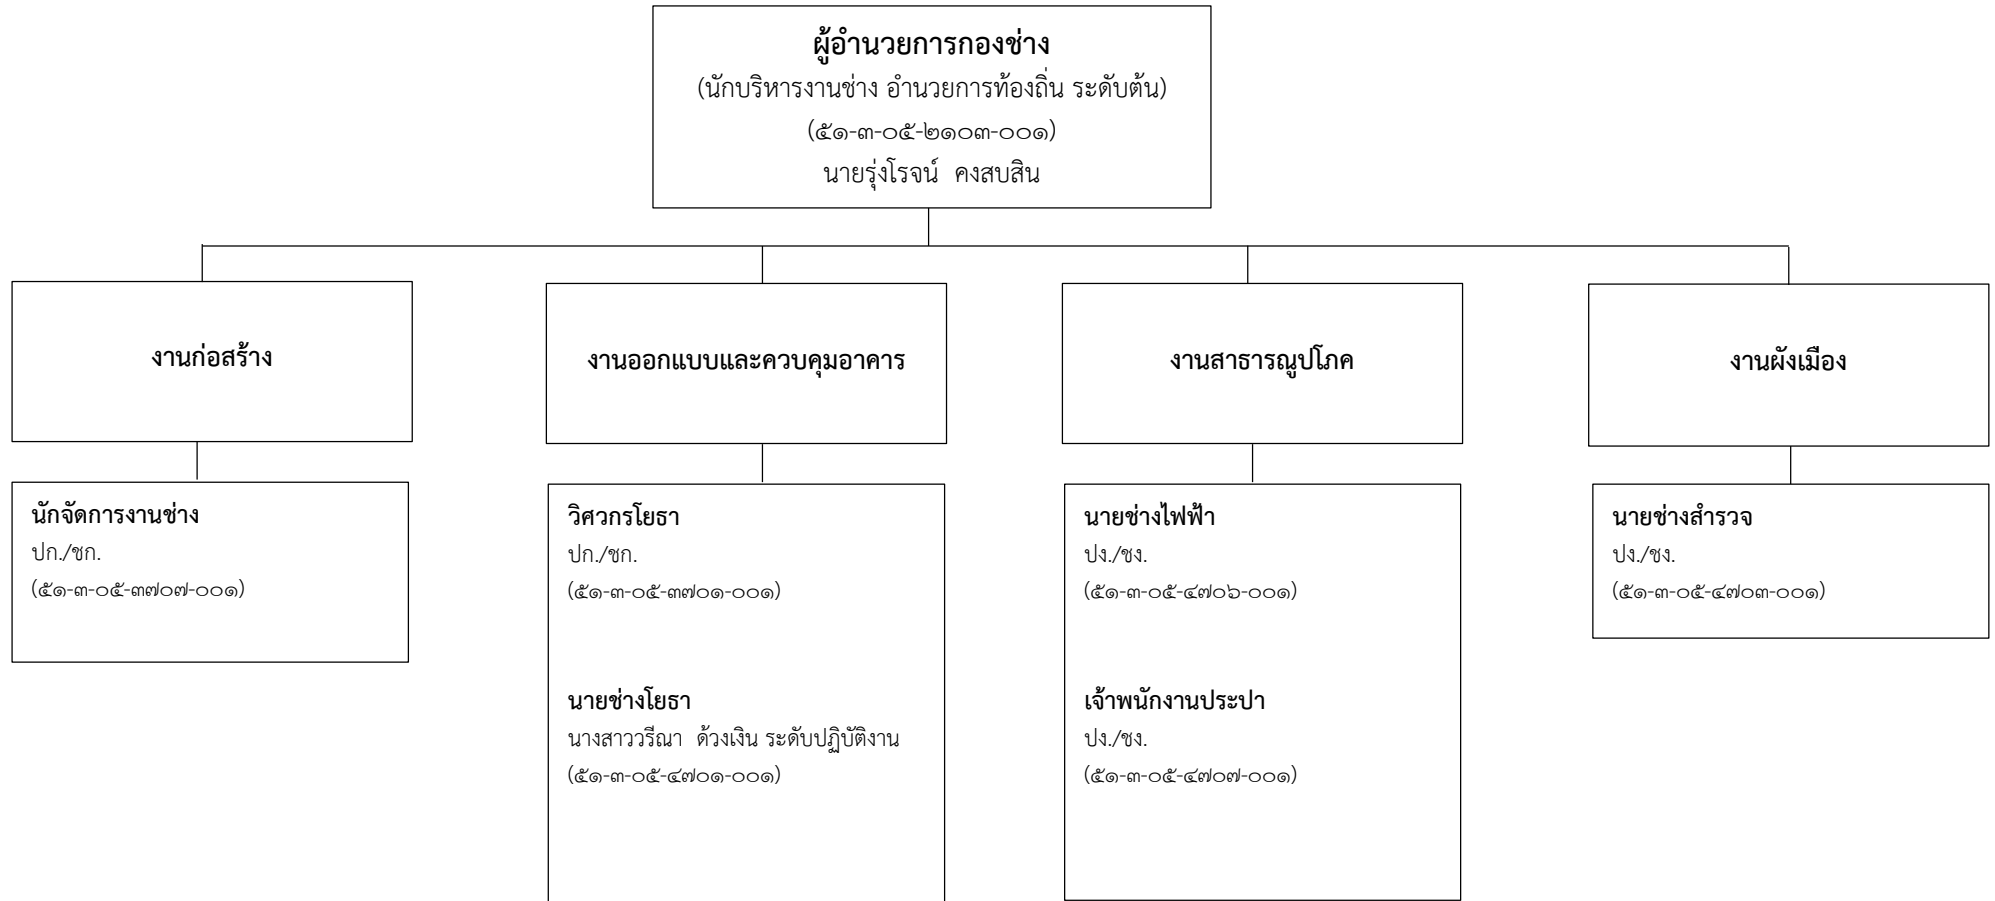 ผู้อำนวยการกองช่าง
(นักบริหารงานช่าง อำนวยการท้องถิ่น ระดับต้น)
(๕๑-๓-๐๕-๒๑๐๓-๐๐๑)
นายรุ่งโรจน์ คงสบสิน
งานก่อสร้าง
งานออกแบบและควบคุมอาคาร
งานสาธารณูปโภค
งานผังเมือง
นักจัดการงานช่าง
ปก./ชก.
(๕๑-๓-๐๕-๓๗๐๗-๐๐๑)
วิศวกรโยธา
ปก./ชก.
(๕๑-๓-๐๕-๓๗๐๑-๐๐๑)
นายช่างโยธา
นางสาววรีณา ด้วงเงิน ระดับปฏิบัติงาน
(๕๑-๓-๐๕-๔๗๐๑-๐๐๑)
นายช่างไฟฟ้า
ปง./ชง.
(๕๑-๓-๐๕-๔๗๐๖-๐๐๑)
เจ้าพนักงานประปา
ปง./ชง.
(๕๑-๓-๐๕-๔๗๐๗-๐๐๑)
นายช่างสำรวจ
ปง./ชง.
(๕๑-๓-๐๕-๔๗๐๓-๐๐๑)